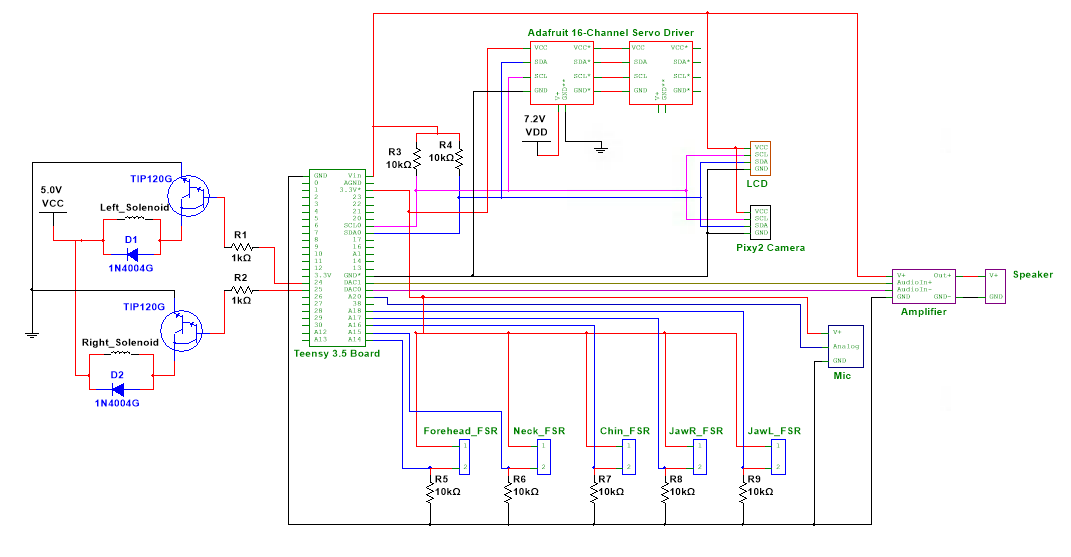 Adafruit 16-Channel Servo Driver
VCC VCC* VCC VCC*
SDA SDA* SDA SDA*
SCL SCL* SCL SCL*
GND GND* GND GND*
V+ GND** V+ GND**
7.2V
VDD
R3
10kΩ
R4
10kΩ
VCC
SCL
SDA
GND
LCD
VCC
SCL
SDA
GND
Pixy2 Camera
TIP120G
5.0V
VCC
Left_Solenoid
D1
1N4004G
R1
1kΩ
R2
1kΩ
TIP120G
Right_Solenoid
D2
1N4004G
GND Vin
0 AGND
1 3.3V*
2 23
3 22
4 21
5 20
6 SCL0
7 SDA0
8 17
9 16
10 A1
11 14
12 13
3.3V GND*
24 DAC1
25 DAC0
26 A20
27 38
28 A18
29 A17
30 A16
A12 A15
A13 A14
Teensy 3.5 Board
V+ Out+
AudioIn+
AudioIn-
GND GND-
Amplifier
V+
GND
Speaker
V+
Analog
GND
Mic
Forehead_FSR
1
2
R5
10kΩ
Neck_FSR
1
2
R6
10kΩ
Chin_FSR
1
2
R7
10kΩ
JawR_FSR
1
2
R8
10kΩ
JawL_FSR
1
2
R9
10kΩ